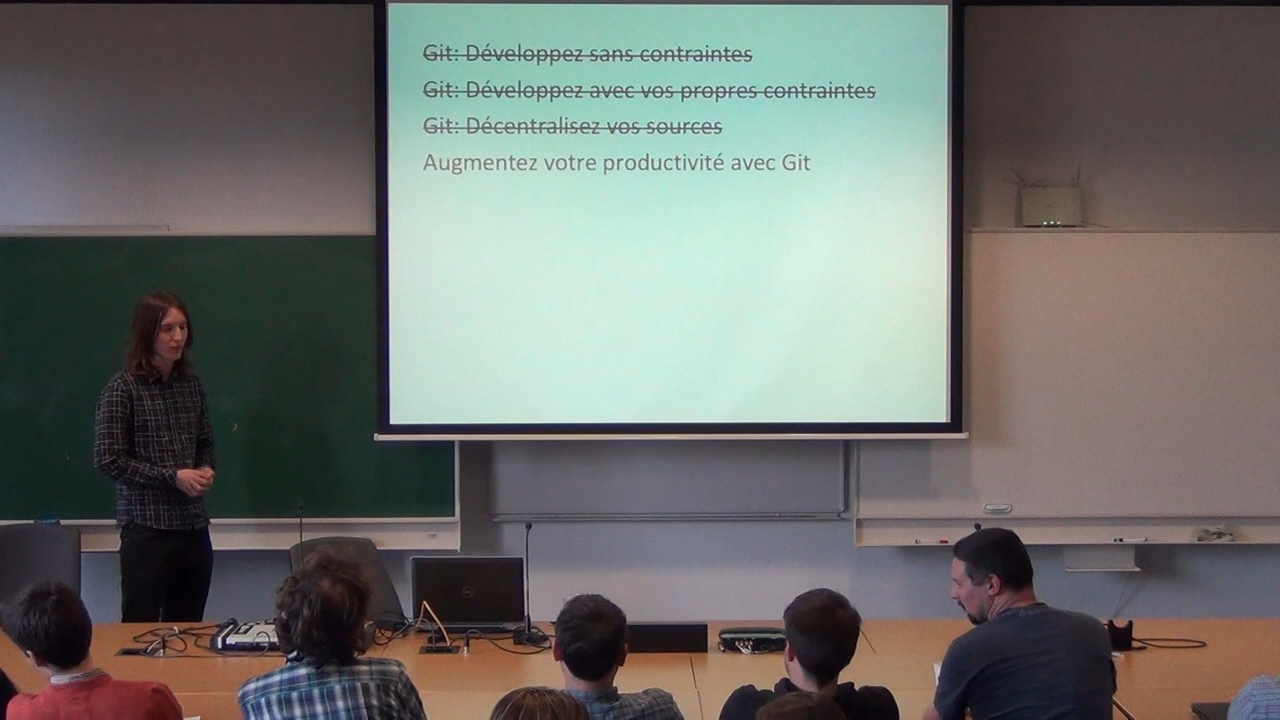 Git: Développez sans contraintes
Git: Développez avec vos propres contraintes
Git: Décentralisez vos sources
Augmentez votre productivité avec Git